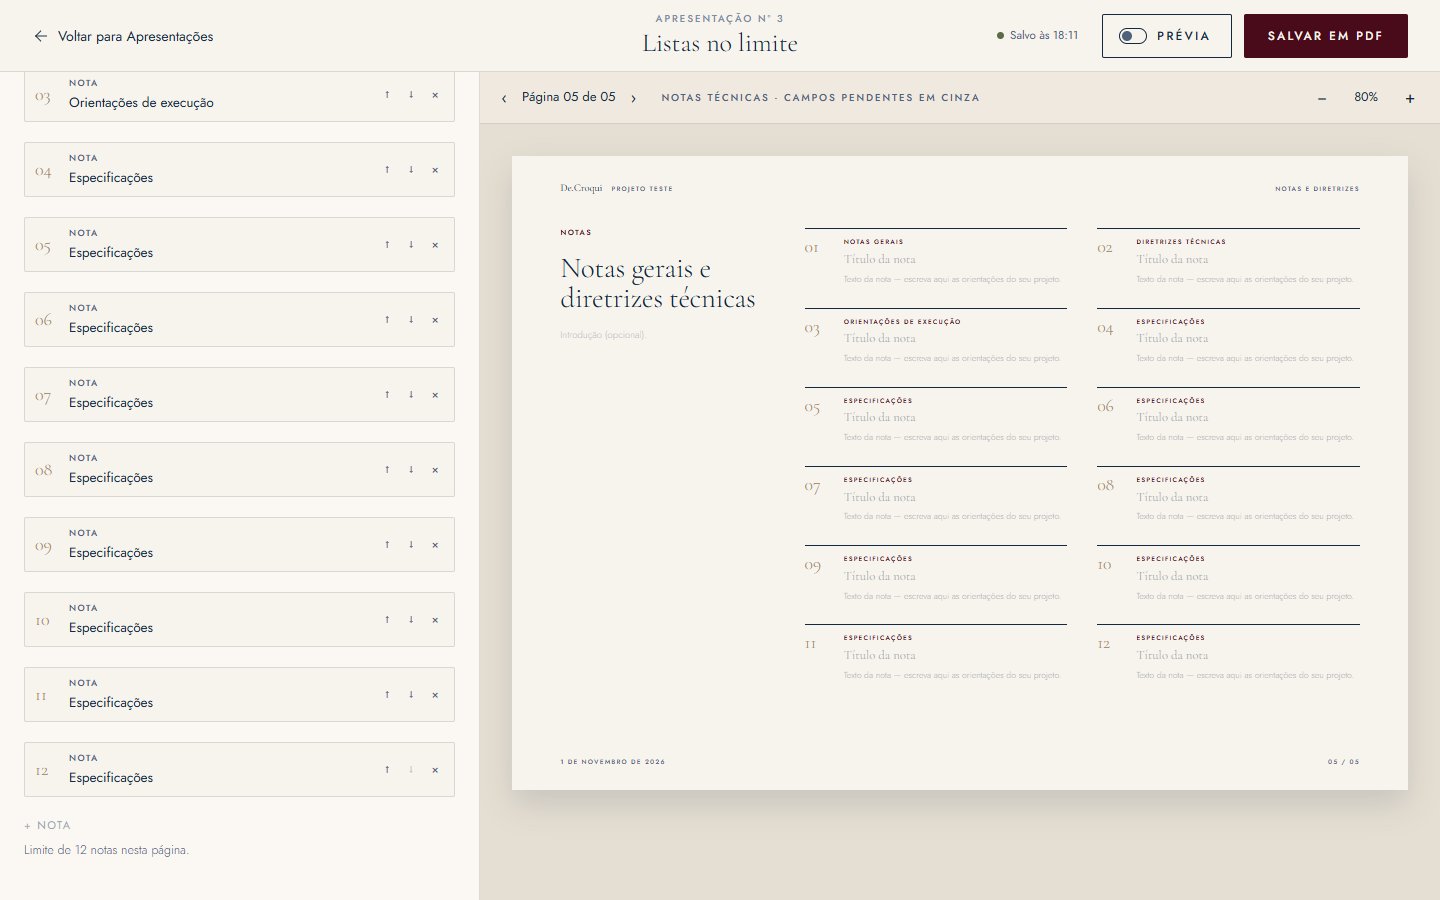 ← Voltar para Apresentações
APRESENTAÇÃO Nº 3
Listas no limite
Salvo às 18:11
PRÉVIA
SALVAR EM PDF
03 NOTA
Orientações de execução ↑ ↓ ×
04 NOTA
Especificações ↑ ↓ ×
05 NOTA
Especificações ↑ ↓ ×
06 NOTA
Especificações ↑ ↓ ×
07 NOTA
Especificações ↑ ↓ ×
08 NOTA
Especificações ↑ ↓ ×
09 NOTA
Especificações ↑ ↓ ×
10 NOTA
Especificações ↑ ↓ ×
11 NOTA
Especificações ↑ ↓ ×
12 NOTA
Especificações ↑ ↓ ×
+ NOTA
Limite de 12 notas nesta página.
‹ Página 05 de 05 ›
NOTAS TÉCNICAS · CAMPOS PENDENTES EM CINZA
− 80% +
De.Croqui PROJETO TESTE
NOTAS E DIRETRIZES
NOTAS
Notas gerais e
diretrizes técnicas
Introdução (opcional)
01 NOTAS GERAIS
Título da nota
Texto da nota — escreva aqui as orientações do seu projeto.
02 DIRETRIZES TÉCNICAS
Título da nota
Texto da nota — escreva aqui as orientações do seu projeto.
03 ORIENTAÇÕES DE EXECUÇÃO
Título da nota
Texto da nota — escreva aqui as orientações do seu projeto.
04 ESPECIFICAÇÕES
Título da nota
Texto da nota — escreva aqui as orientações do seu projeto.
05 ESPECIFICAÇÕES
Título da nota
Texto da nota — escreva aqui as orientações do seu projeto.
06 ESPECIFICAÇÕES
Título da nota
Texto da nota — escreva aqui as orientações do seu projeto.
07 ESPECIFICAÇÕES
Título da nota
Texto da nota — escreva aqui as orientações do seu projeto.
08 ESPECIFICAÇÕES
Título da nota
Texto da nota — escreva aqui as orientações do seu projeto.
09 ESPECIFICAÇÕES
Título da nota
Texto da nota — escreva aqui as orientações do seu projeto.
10 ESPECIFICAÇÕES
Título da nota
Texto da nota — escreva aqui as orientações do seu projeto.
11 ESPECIFICAÇÕES
Título da nota
Texto da nota — escreva aqui as orientações do seu projeto.
12 ESPECIFICAÇÕES
Título da nota
Texto da nota — escreva aqui as orientações do seu projeto.
1 DE NOVEMBRO DE 2026
05 / 05